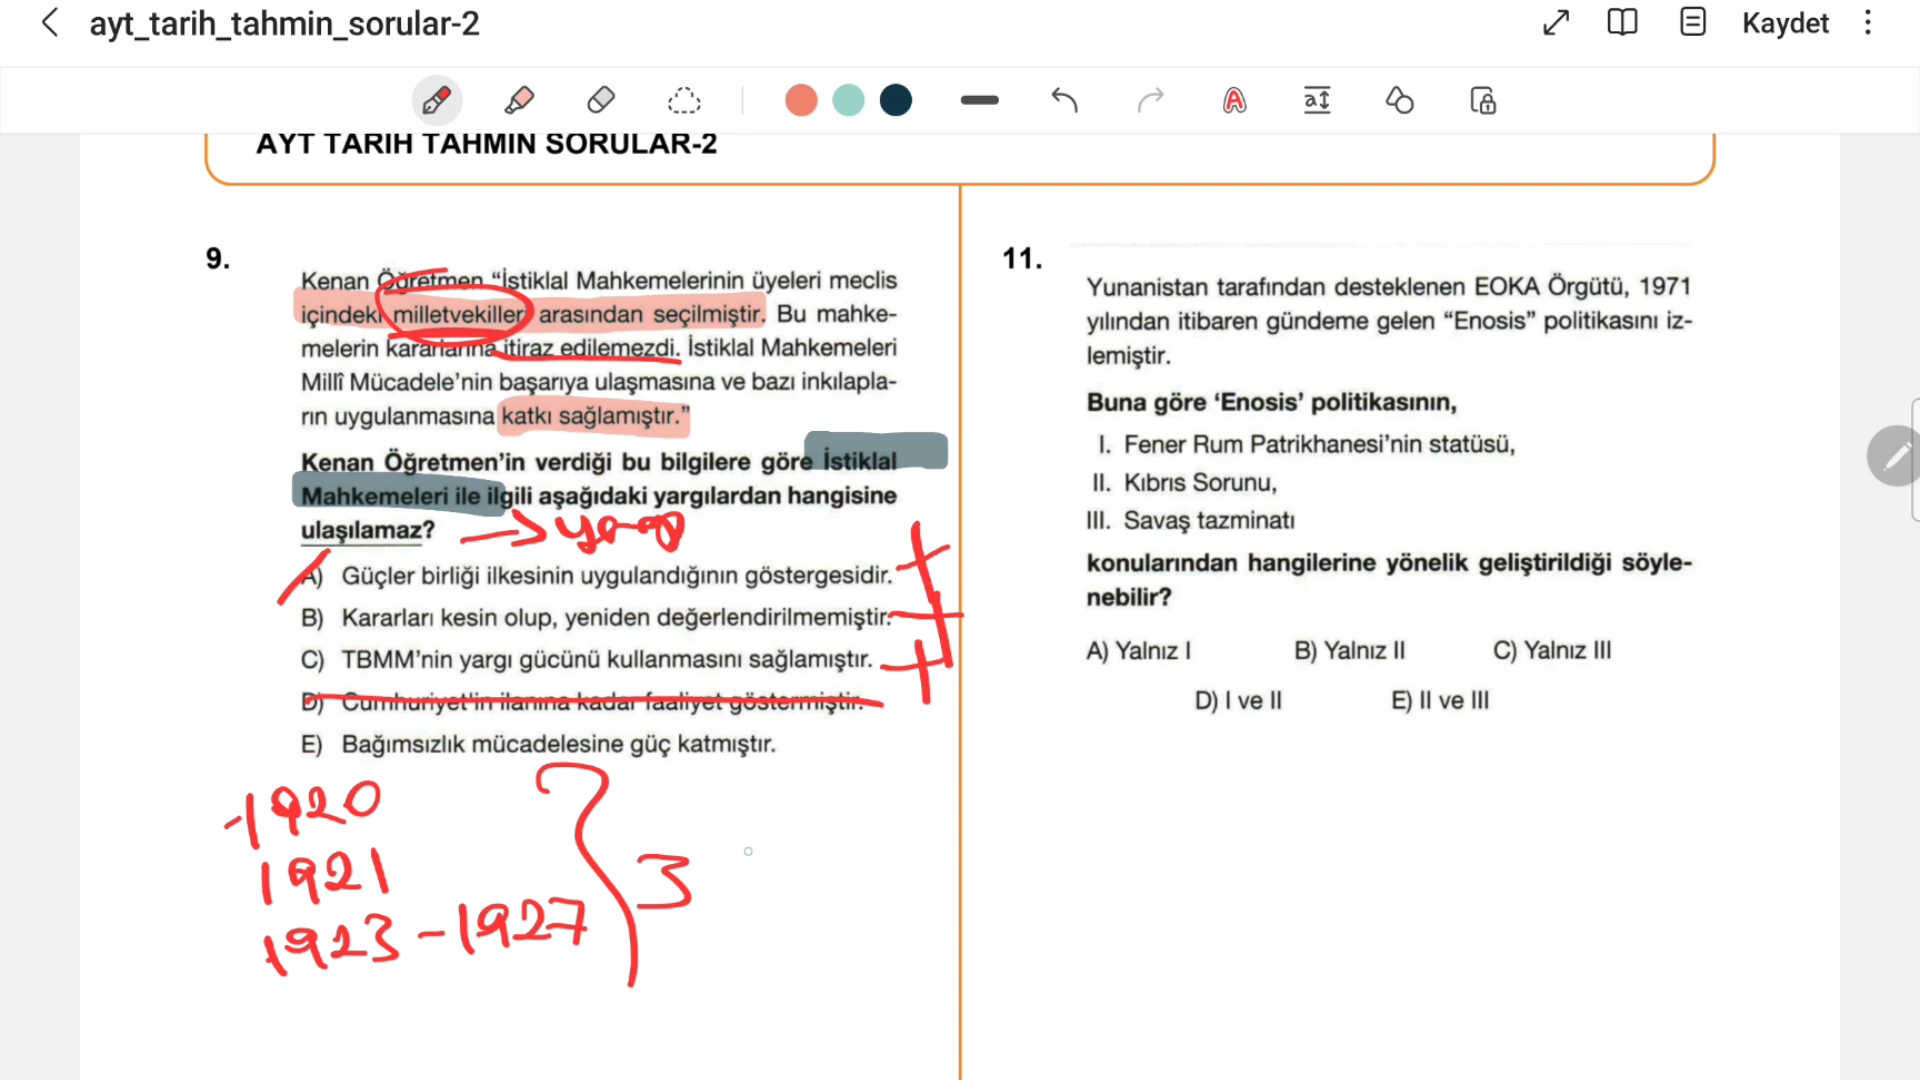 ayt_tarih_tahmin_sorular-2
Kaydet
AYT TARİH TAHMİN SORULAR-2
9.
Kenan Öğretmen “İstiklal Mahkemelerinin üyeleri meclis
içindeki milletvekilleri arasından seçilmiştir. Bu mahke-
melerin kararlarına itiraz edilemezdi. İstiklal Mahkemeleri
Millî Mücadele’nin başarıya ulaşmasına ve bazı inkılapla-
rın uygulanmasına katkı sağlamıştır.”
Kenan Öğretmen’in verdiği bu bilgilere göre İstiklal
Mahkemeleri ile ilgili aşağıdaki yargılardan hangisine
ulaşılamaz?
A) Güçler birliği ilkesinin uygulandığının göstergesidir.
B) Kararları kesin olup, yeniden değerlendirilmemiştir.
C) TBMM’nin yargı gücünü kullanmasını sağlamıştır.
D) Cumhuriyet’in ilanına kadar faaliyet göstermiştir.
E) Bağımsızlık mücadelesine güç katmıştır.
-1920
1921
1923-1927
3
11.
Yunanistan tarafından desteklenen EOKA Örgütü, 1971
yılından itibaren gündeme gelen “Enosis” politikasını iz-
lemiştir.
Buna göre ‘Enosis’ politikasının,
I. Fener Rum Patrikhanesi’nin statüsü,
II. Kıbrıs Sorunu,
III. Savaş tazminatı
konularından hangilerine yönelik geliştirildiği söyle-
nebilir?
A) Yalnız I B) Yalnız II C) Yalnız III
D) I ve II E) II ve III